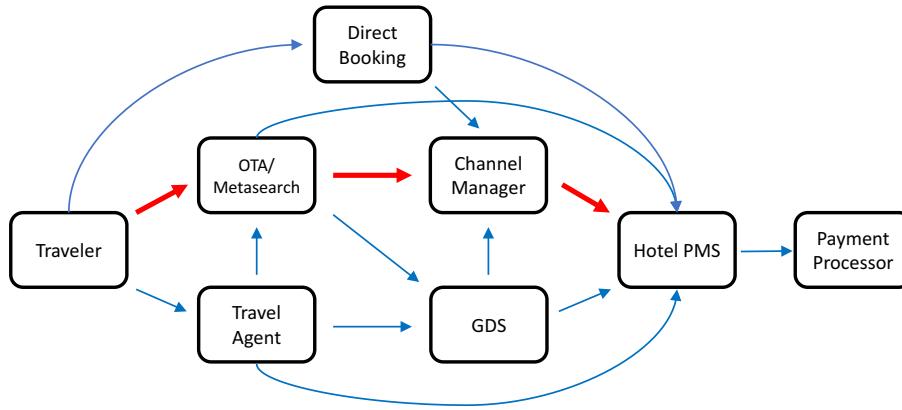 Direct
Booking
OTA/
Metasearch
Channel
Manager
Traveler
Hotel PMS
Payment
Processor
Travel
Agent
GDS